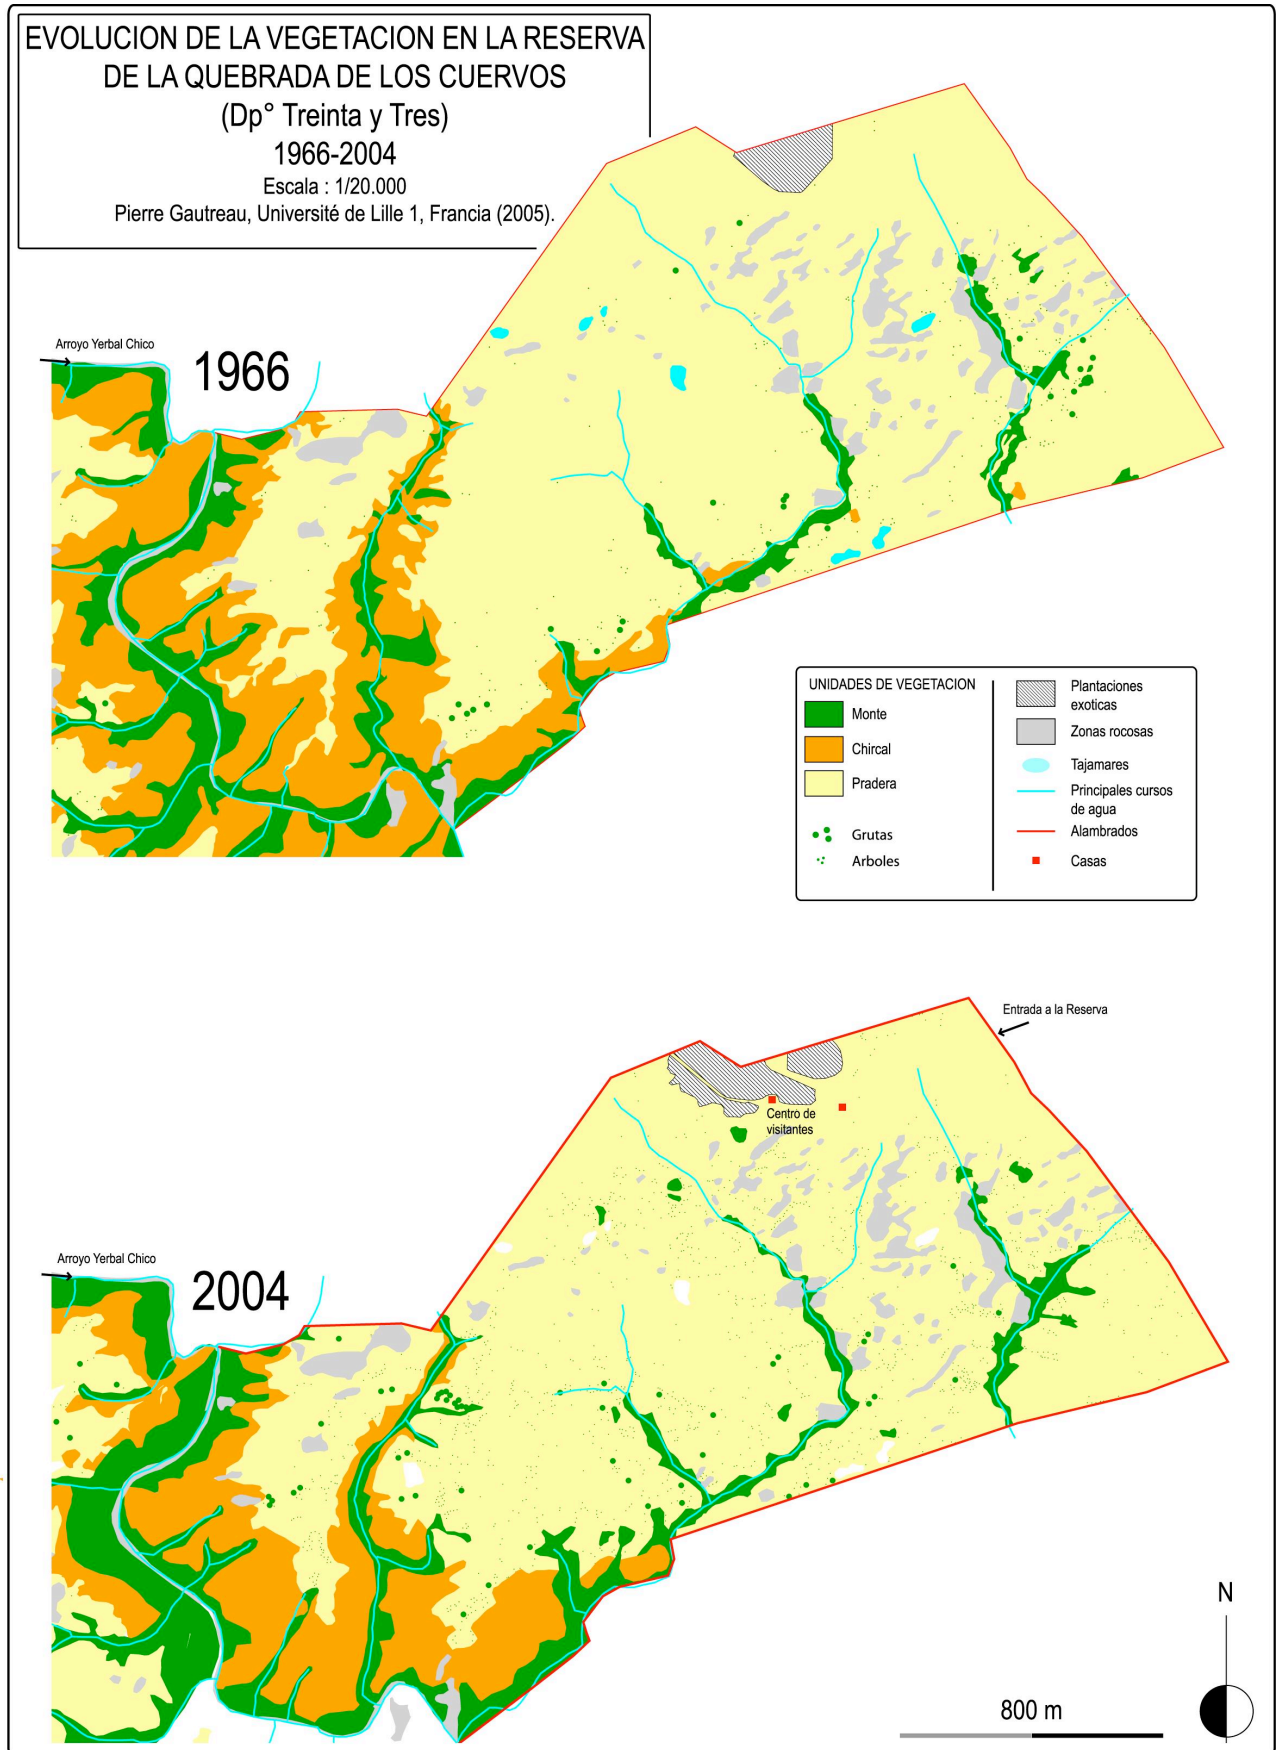 EVOLUCION DE LA VEGETACION EN LA RESERVA
DE LA QUEBRADA DE LOS CUERVOS
(Dp° Treinta y Tres)
1966-2004
Escala : 1/20.000
Pierre Gautreau, Université de Lille 1, Francia (2005).
Arroyo Yerbal Chico
1966
UNIDADES DE VEGETACION
Monte
Chircal
Pradera
Grutas
Arboles
Plantaciones
exoticas
Zonas rocosas
Tajamares
Principales cursos
de agua
Alambrados
Casas
Entrada a la Reserva
Centro de
visitantes
Arroyo Yerbal Chico
2004
N
800 m